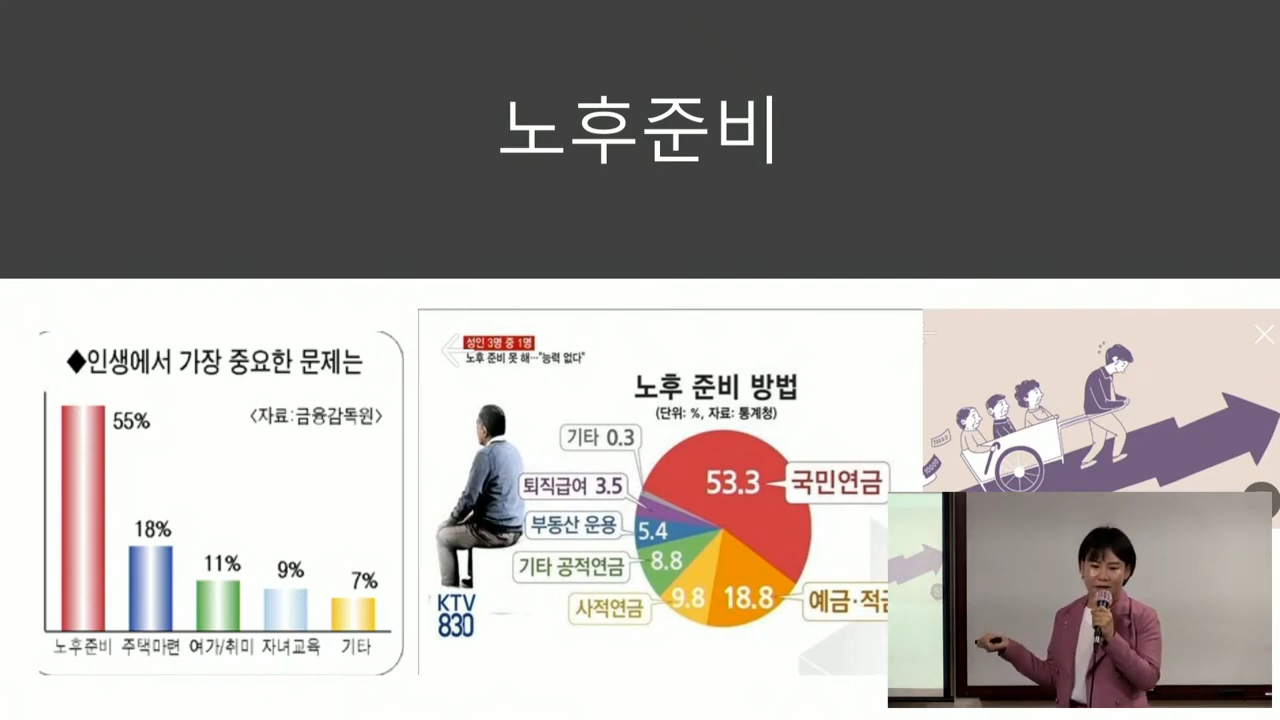 노후준비
◆인생에서 가장 중요한 문제는
<자료:금융감독원>
55%
18%
11%
9%
7%
노후준비 주택마련 여가/취미 자녀교육 기타
성인 3명 중 1명
노후 준비 못 해…"능력 없다"
노후 준비 방법
(단위: %, 자료: 통계청)
기타 0.3
53.3 국민연금
퇴직급여 3.5
부동산 운용 5.4
기타 공적연금 8.8
사적연금 9.8
18.8 예금·적금
KTV
830
10000